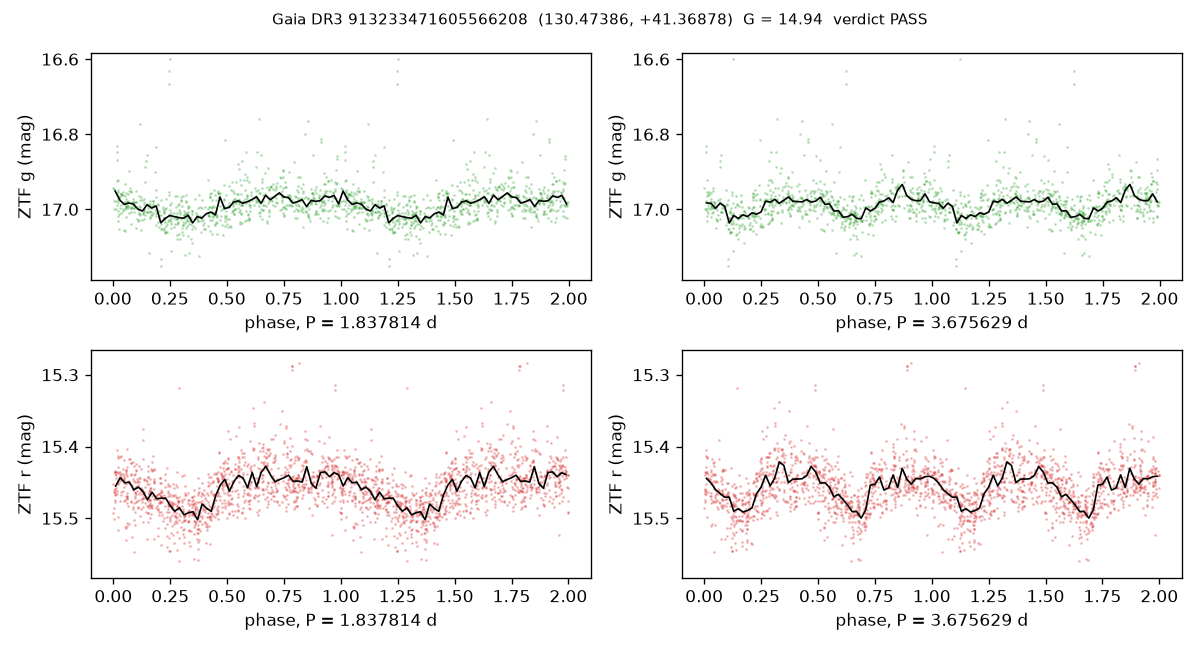 Gaia DR3 913233471605566208 (130.47386, +41.36878) G = 14.94 verdict PASS
ZTF g (mag)
16.6
16.8
17.0
0.00 0.25 0.50 0.75 1.00 1.25 1.50 1.75 2.00
phase, P = 1.837814 d
ZTF g (mag)
16.6
16.8
17.0
0.00 0.25 0.50 0.75 1.00 1.25 1.50 1.75 2.00
phase, P = 3.675629 d
ZTF r (mag)
15.3
15.4
15.5
0.00 0.25 0.50 0.75 1.00 1.25 1.50 1.75 2.00
phase, P = 1.837814 d
ZTF r (mag)
15.3
15.4
15.5
0.00 0.25 0.50 0.75 1.00 1.25 1.50 1.75 2.00
phase, P = 3.675629 d